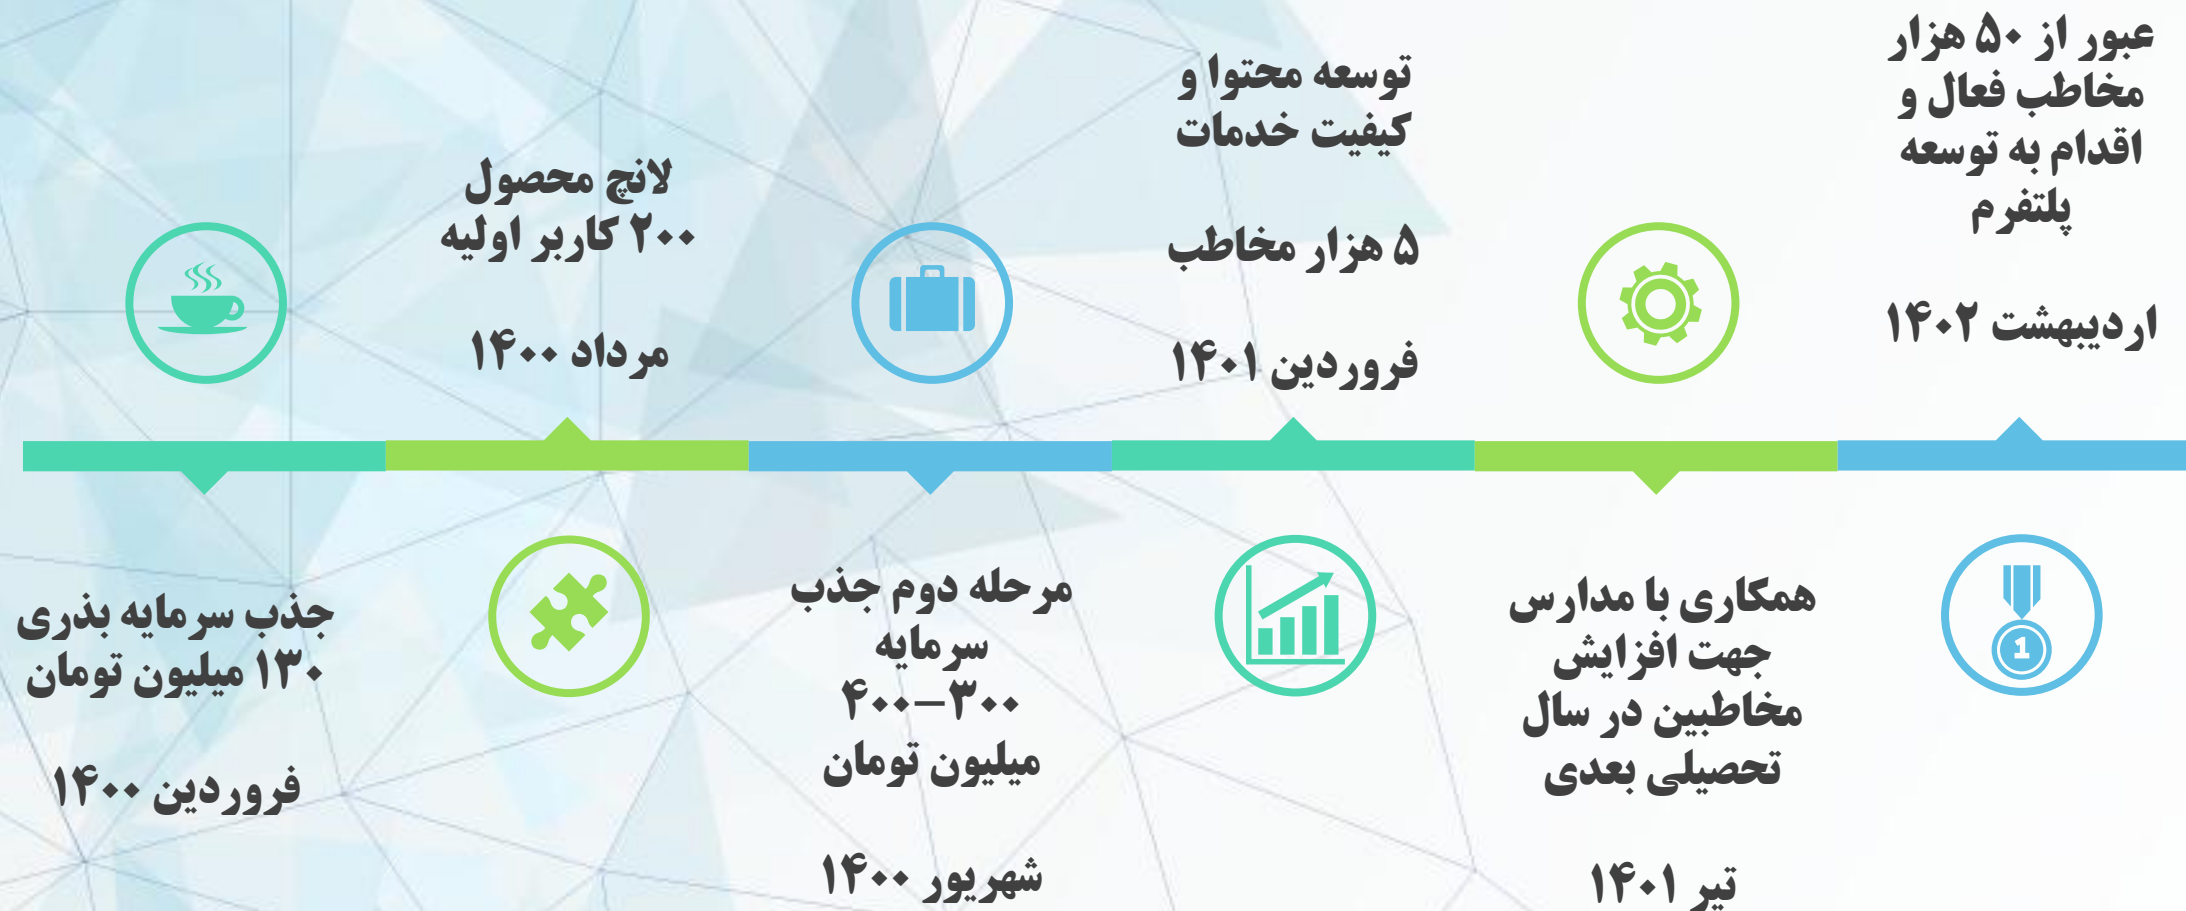 جذب سرمایه بذری
۱۳۰ میلیون تومان
فروردین ۱۴۰۰
لانچ محصول
۲۰۰ کاربر اولیه
مرداد ۱۴۰۰
مرحله دوم جذب
سرمایه
۳۰۰-۴۰۰
میلیون تومان
شهریور ۱۴۰۰
توسعه محتوا و
کیفیت خدمات
۵ هزار مخاطب
فروردین ۱۴۰۱
همکاری با مدارس
جهت افزایش
مخاطبین در سال
تحصیلی بعدی
تیر ۱۴۰۱
عبور از ۵۰ هزار
مخاطب فعال و
اقدام به توسعه
پلتفرم
اردیبهشت ۱۴۰۲
1